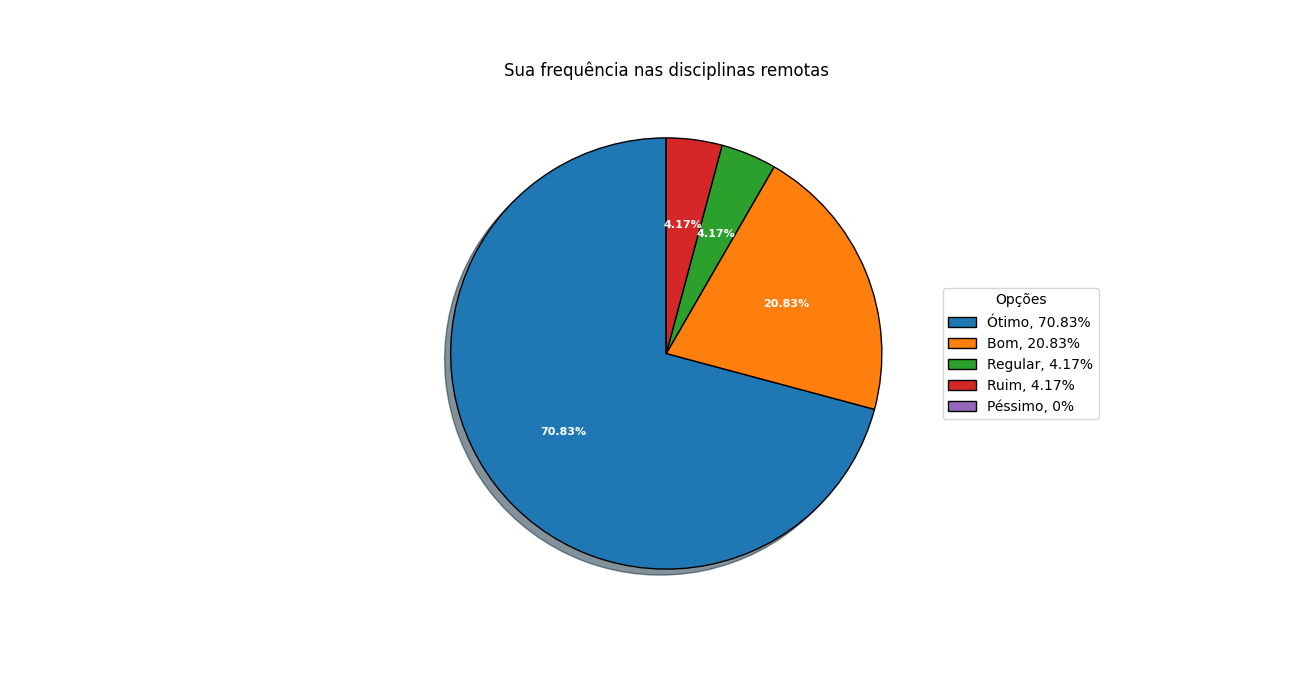 Sua frequência nas disciplinas remotas
4.17%
4.17%
20.83%
70.83%
Opções
Ótimo, 70.83%
Bom, 20.83%
Regular, 4.17%
Ruim, 4.17%
Péssimo, 0%